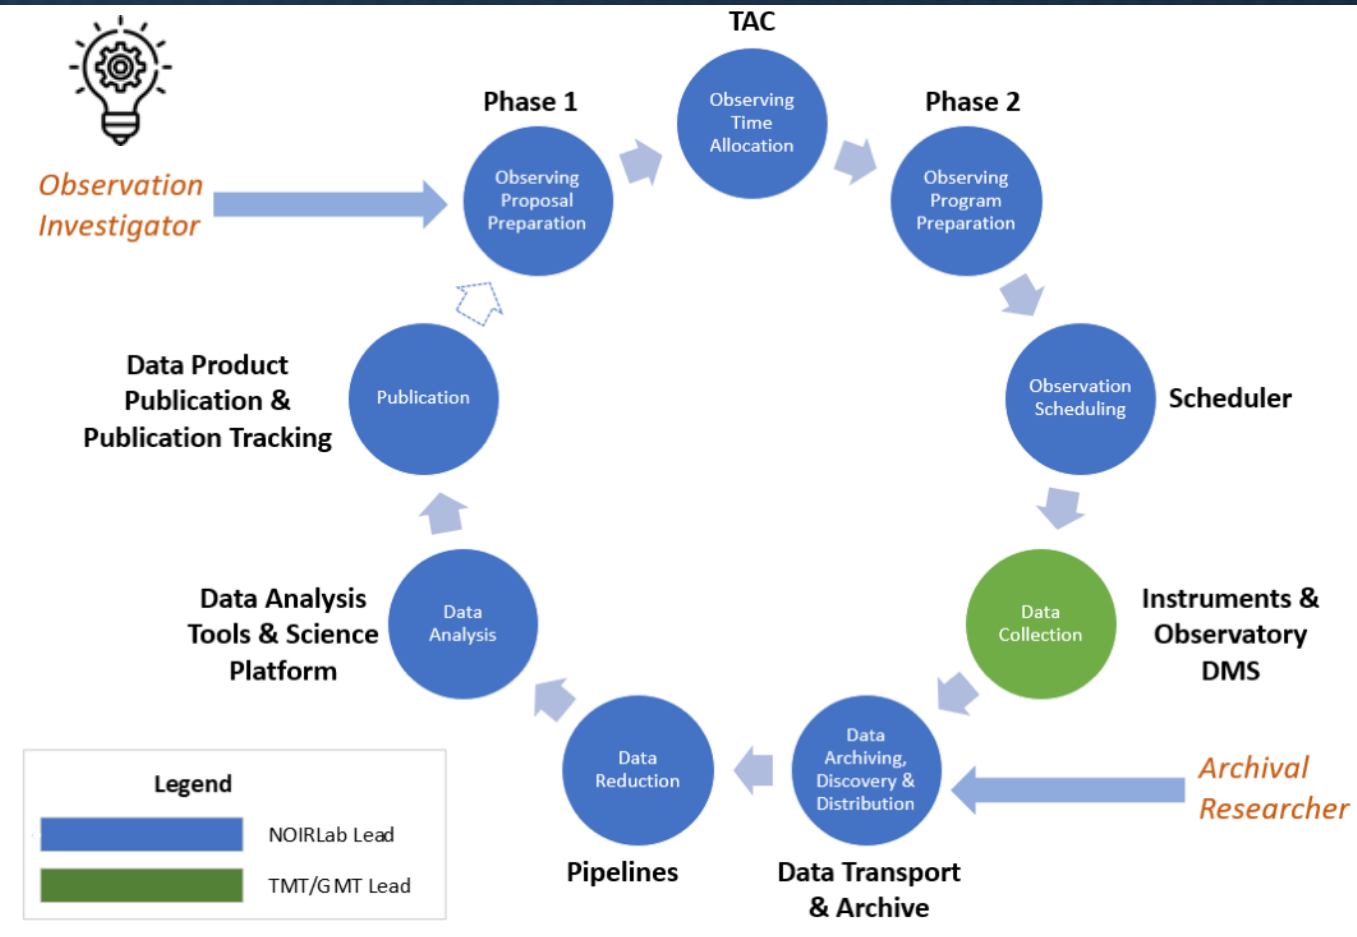 TAC
Observing
Time
Allocation
Phase 1
Observing
Proposal
Preparation
Phase 2
Observing
Program
Preparation
Observation
Investigator
Observation
Scheduling
Scheduler
Data
Collection
Instruments &
Observatory
DMS
Data
Archiving,
Discovery &
Distribution
Data Transport
& Archive
Archival
Researcher
Data
Reduction
Pipelines
Data
Analysis
Data Analysis
Tools & Science
Platform
Publication
Data Product
Publication &
Publication Tracking
Legend
NOIRLab Lead
TMT/GMT Lead